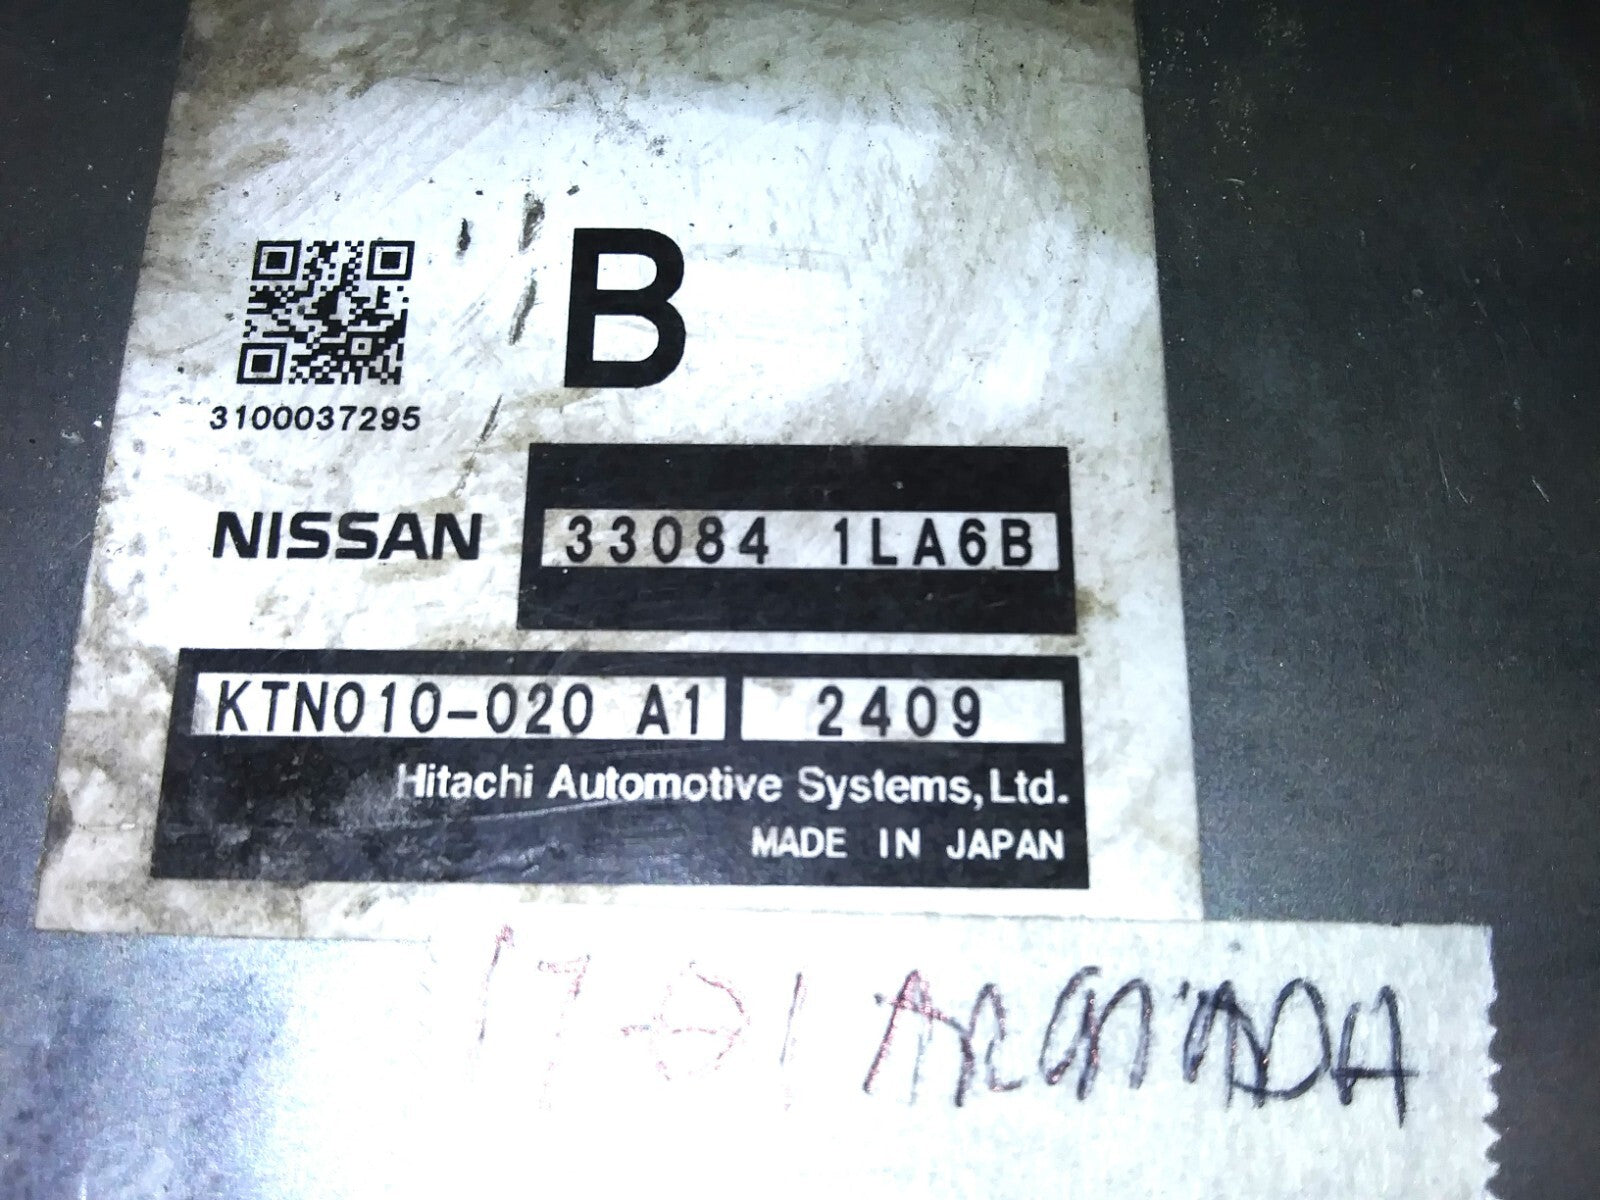 B
3100037295
NISSAN 33084 1LA6B
KTN010-020 A1 2409
Hitachi Automotive Systems, Ltd.
MADE IN JAPAN